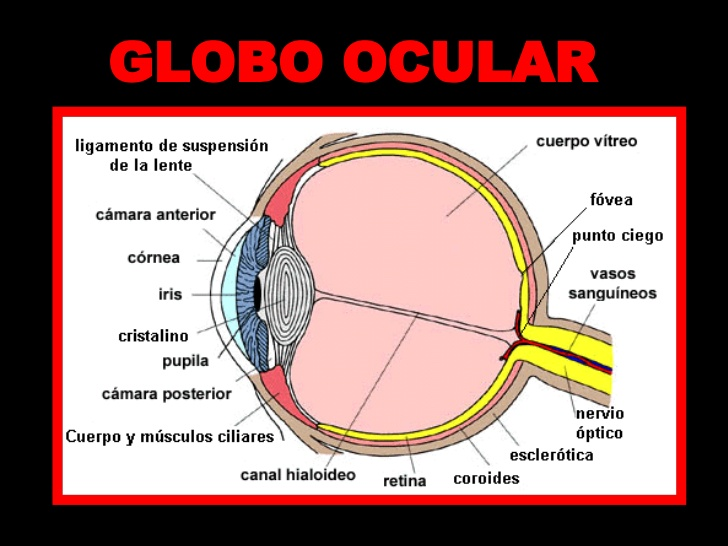 GLOBO OCULAR
ligamento de suspensión
de la lente
cámara anterior
córnea
iris
cristalino
pupila
cámara posterior
Cuerpo y músculos ciliares
canal hialoideo
retina
coroides
esclerótica
nervio
óptico
vasos
sanguíneos
punto ciego
fóvea
cuerpo vítreo